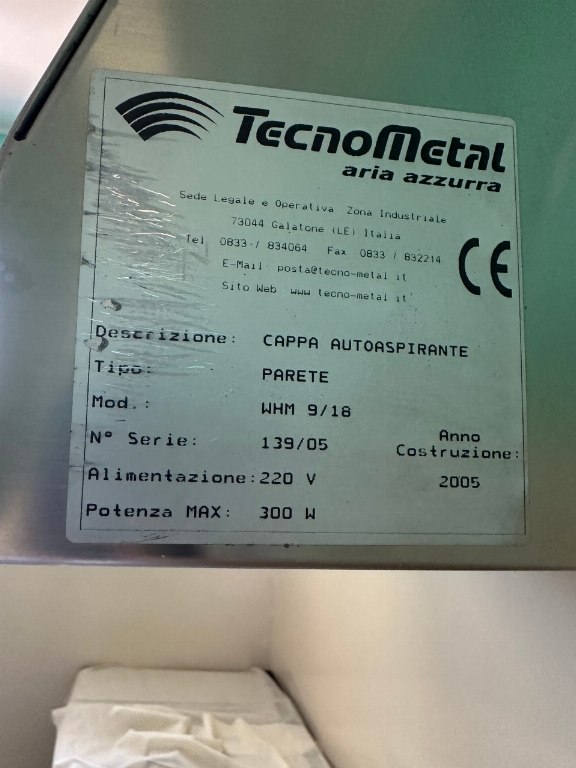 TecnoMetal
aria azzurra
Sede Legale e Operativa Zona Industriale
73044 Galatone (LE) Italia
Tel 0833-/ 834064 Fax 0833 / 832214
E-Mail posta@tecno-metal it
Sito Web www tecno-metal it
CE
Descrizione: CAPPA AUTOASPIRANTE
Tipo: PARETE
Mod.: WHM 9/18
N° Serie: 139/05
Anno
Costruzione:
2005
Alimentazione: 220 V
Potenza MAX: 300 W